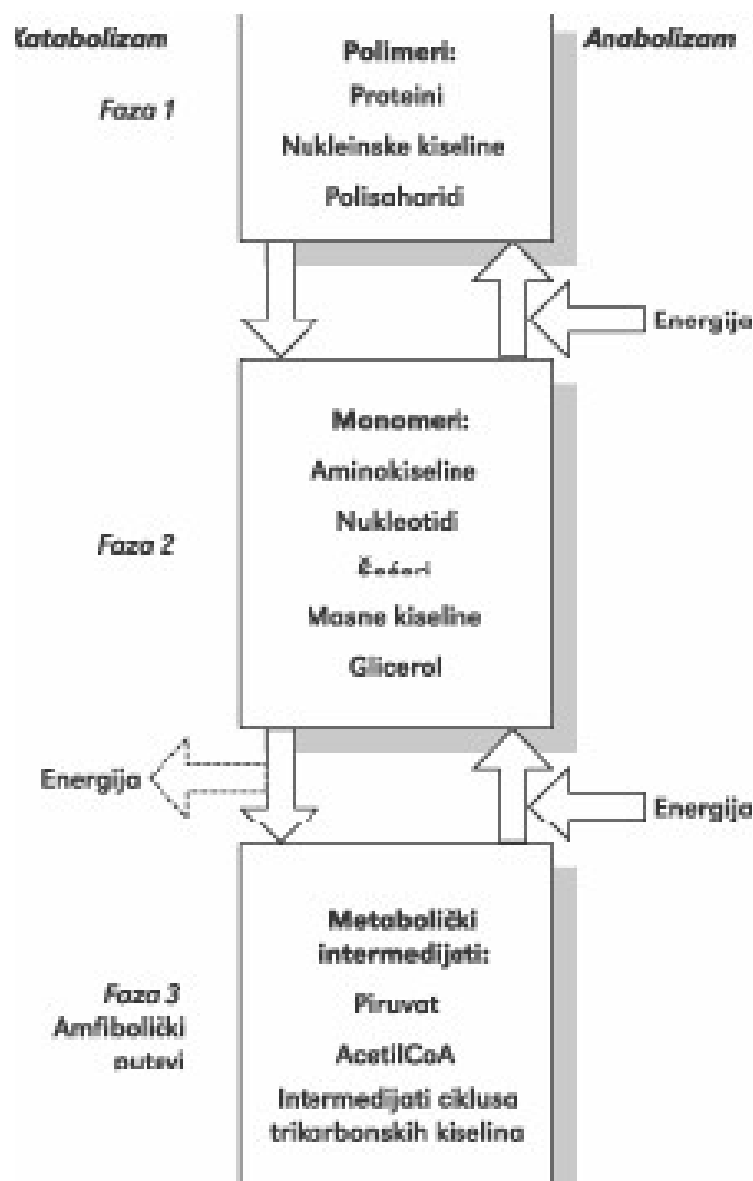 Katabolizam
Anabolizam
Polimeri:
Faza 1
Proteini
Nukleinske kiseline
Polisaharidi
Energija
Monomeri:
Aminokiseline
Nukleotidi
Faza 2
Masne kiseline
Glicerol
Energija
Energija
Metabolički
intermedijati:
Faza 3
Amfibolički
putevi
Piruvat
AcetilCoA
Intermedijati ciklusa
trikarbonskih kiselina